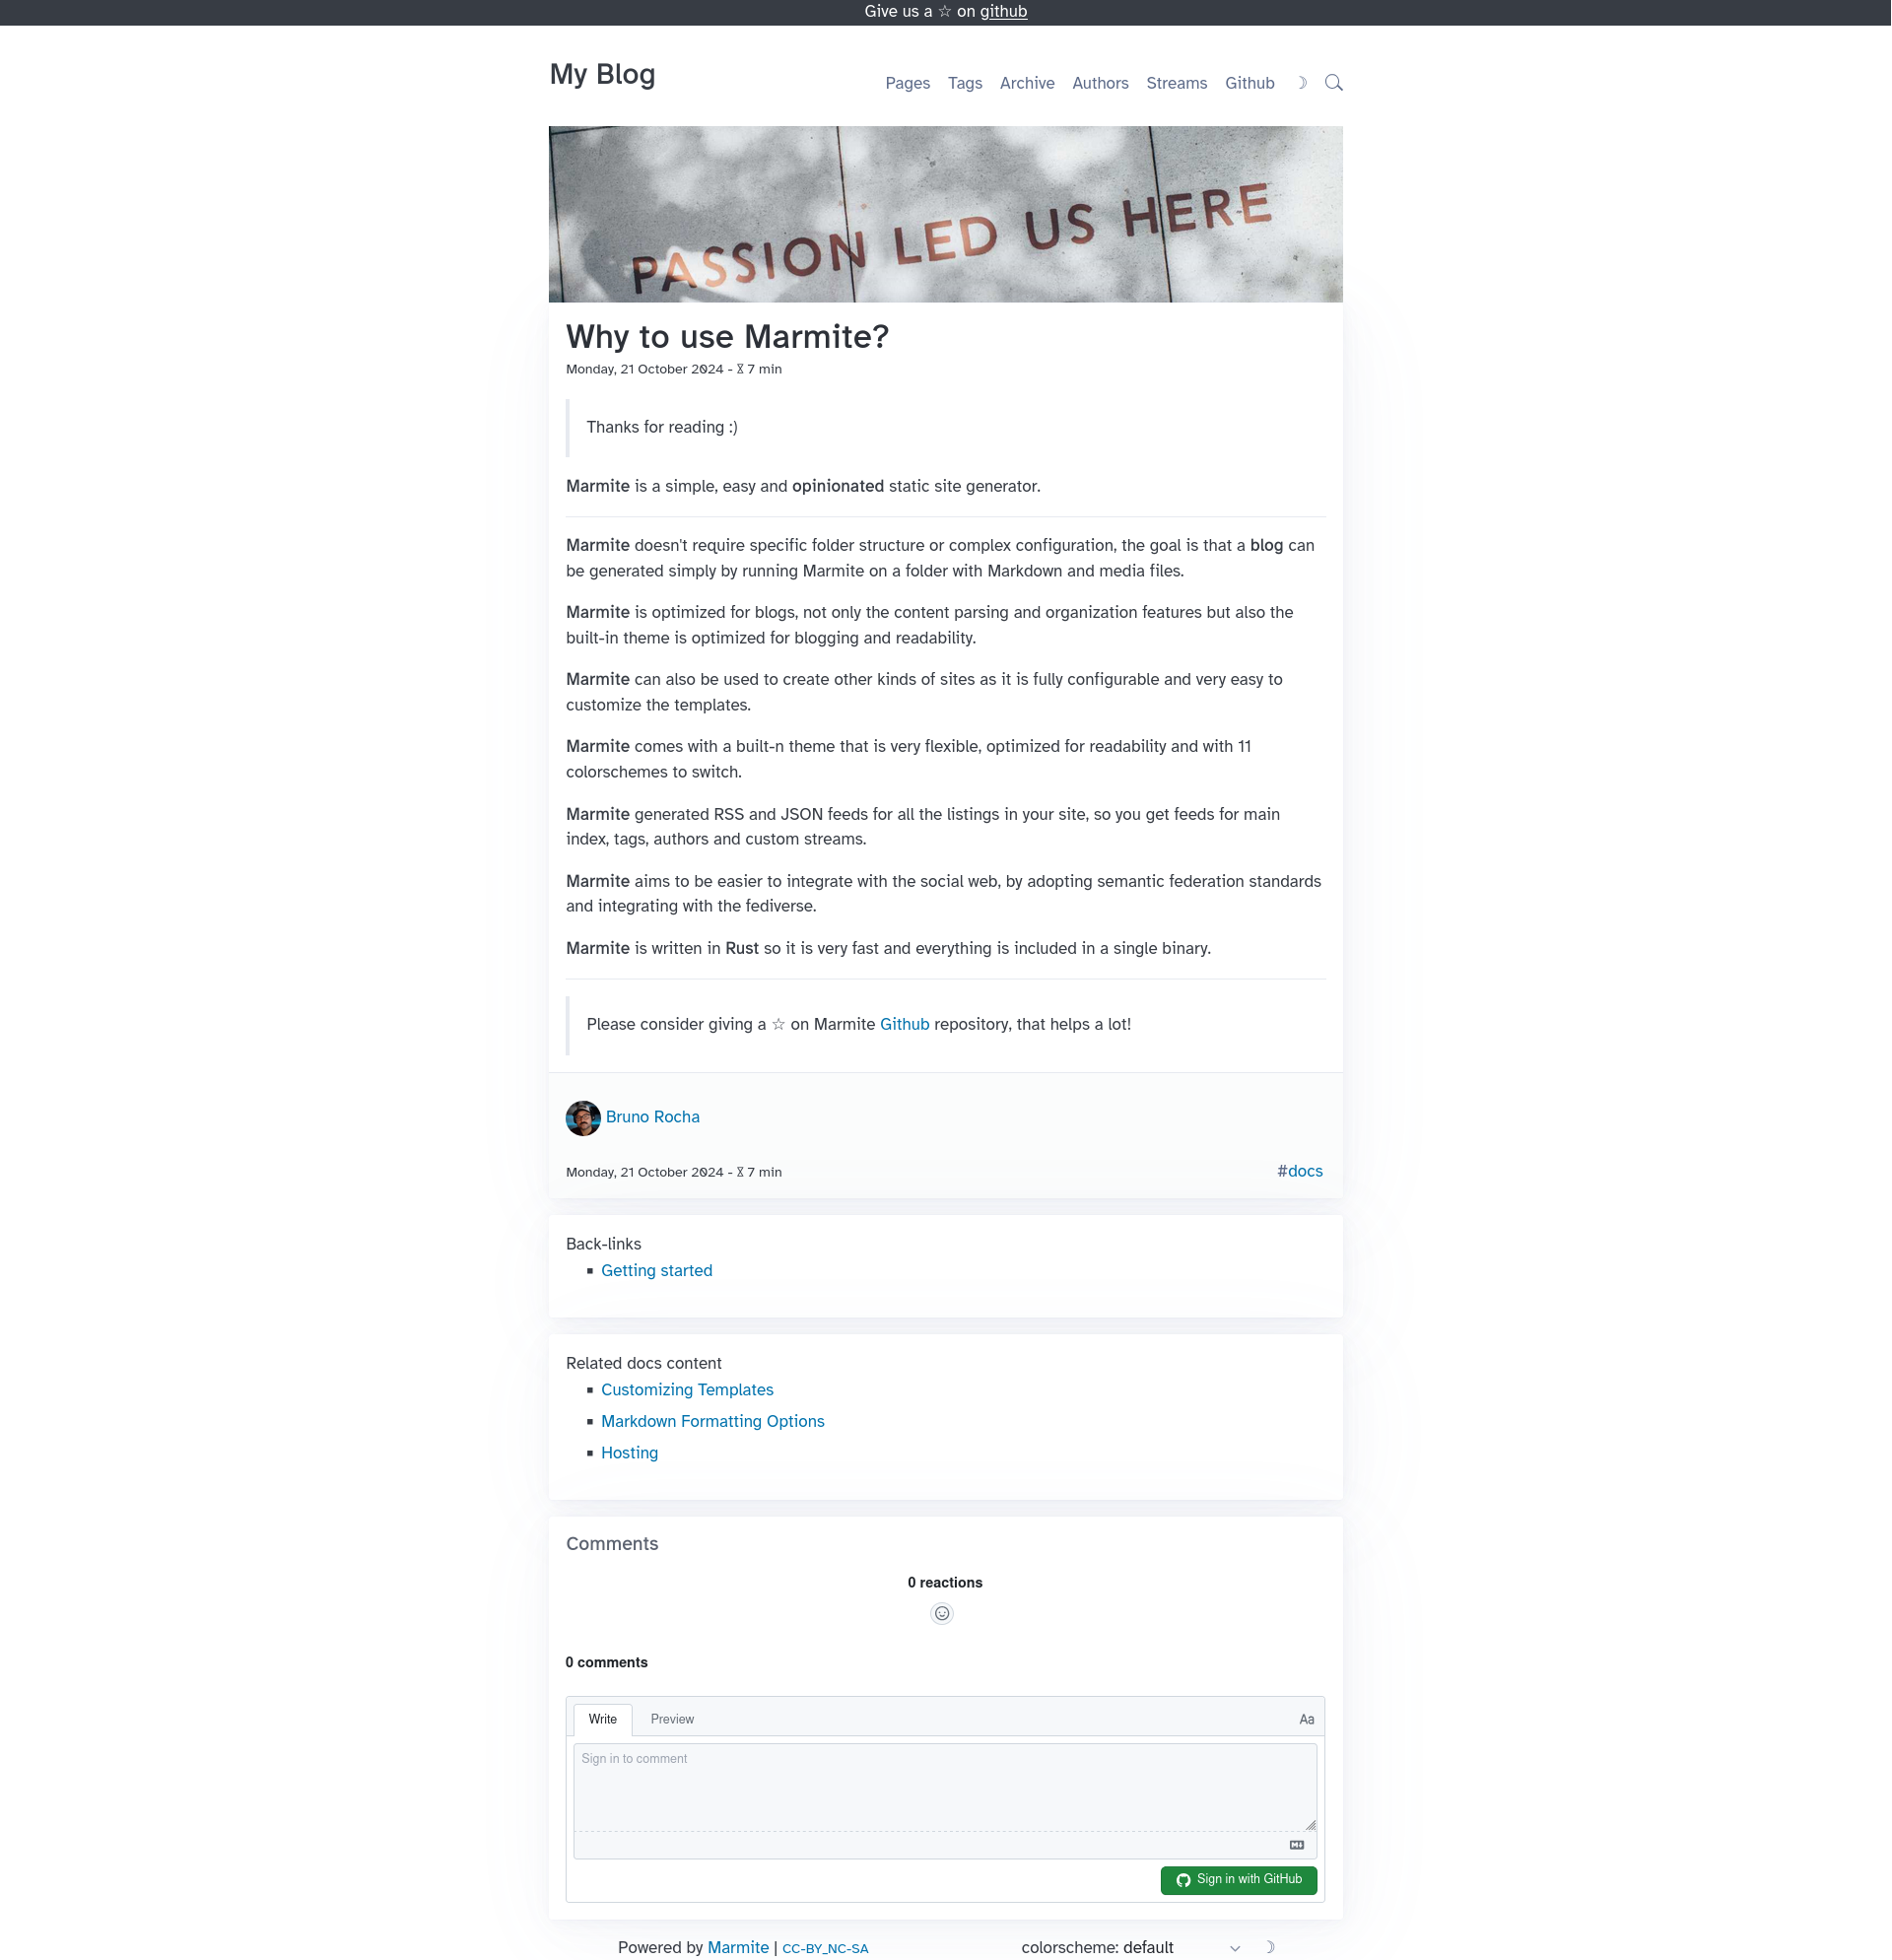 Give us a ☆ on github
My Blog
Pages Tags Archive Authors Streams Github ☽
PASSION LED US HERE
Why to use Marmite?
Monday, 21 October 2024 - ⧖ 7 min
Thanks for reading :)
Marmite is a simple, easy and opinionated static site generator.
Marmite doesn't require specific folder structure or complex configuration, the goal is that a blog can
be generated simply by running Marmite on a folder with Markdown and media files.
Marmite is optimized for blogs, not only the content parsing and organization features but also the
built-in theme is optimized for blogging and readability.
Marmite can also be used to create other kinds of sites as it is fully configurable and very easy to
customize the templates.
Marmite comes with a built-n theme that is very flexible, optimized for readability and with 11
colorschemes to switch.
Marmite generated RSS and JSON feeds for all the listings in your site, so you get feeds for main
index, tags, authors and custom streams.
Marmite aims to be easier to integrate with the social web, by adopting semantic federation standards
and integrating with the fediverse.
Marmite is written in Rust so it is very fast and everything is included in a single binary.
Please consider giving a ☆ on Marmite Github repository, that helps a lot!
Bruno Rocha
Monday, 21 October 2024 - ⧖ 7 min #docs
Back-links
▪ Getting started
Related docs content
▪ Customizing Templates
▪ Markdown Formatting Options
▪ Hosting
Comments
0 reactions
0 comments
Write Preview Aa
Sign in to comment
Sign in with GitHub
Powered by Marmite | CC-BY_NC-SA colorscheme: default ☽